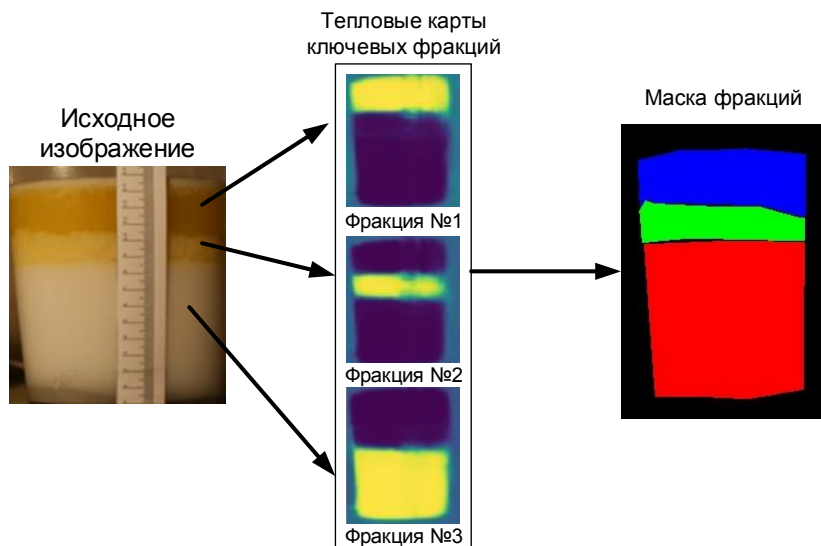 Тепловые карты
ключевых фракций
Исходное
изображение
Маска фракций
Фракция №1
Фракция №2
Фракция №3